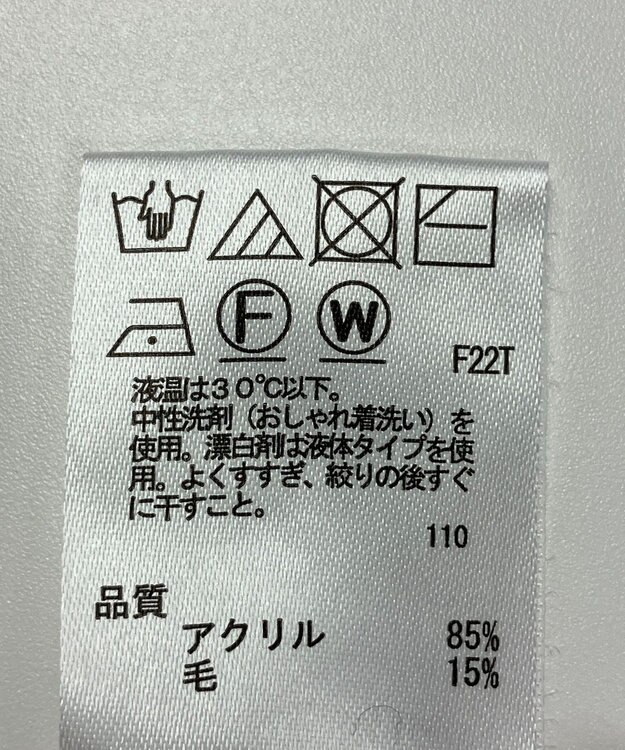 F W
F22T
液温は30℃以下。
中性洗剤（おしゃれ着洗い）を
使用。漂白剤は液体タイプを使
用。よくすすぎ、絞りの後すぐ
に干すこと。
110
品質
アクリル 85%
毛 15%